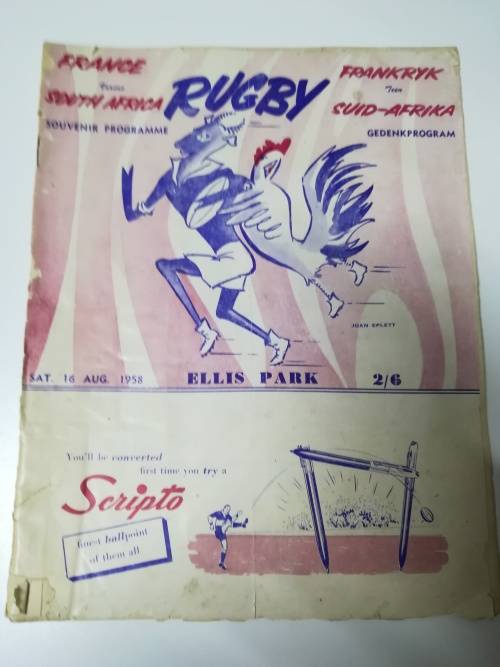 FRANCE
Versus
SOUTH AFRICA
SOUVENIR PROGRAMME
RUGBY
FRANKRYK
Teen
SUID-AFRIKA
GEDENKPROGRAM
JOAN EPLETT
SAT. 16 AUG. 1958
ELLIS PARK
2/6
You'll be converted
first time you try a
Scripto
finest ballpoint
of them all